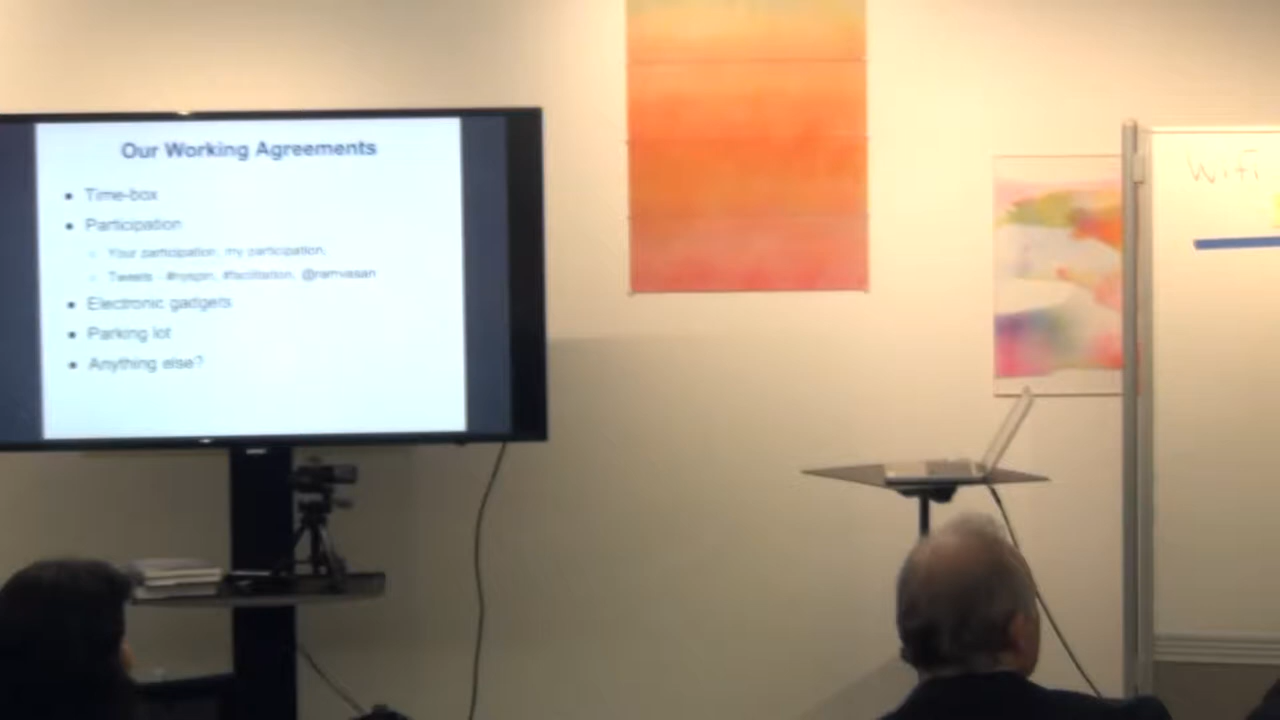 Our Working Agreements
Time-box
Participation
Your participation, my participation,
Tweets : #nyspin, #facilitation, @ramvasan
Electronic gadgets
Parking lot
Anything else?
WiFi